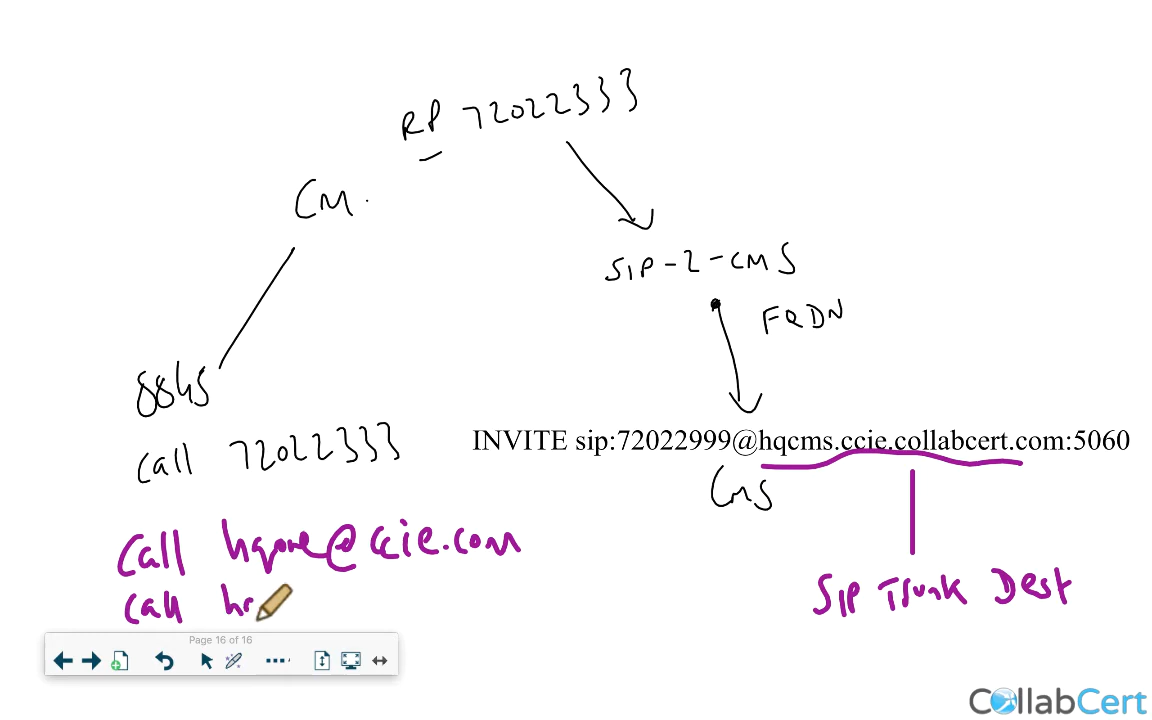 RP 72022333
CM.
SIP-2-CMS
FQDN
8845
call 72022333
INVITE sip:72022999@hqcms.ccie.collabcert.com:5060
CMS
Call hqone@ccie.com
SIP Trunk Dest
call
Page 16 of 16
COllabCert